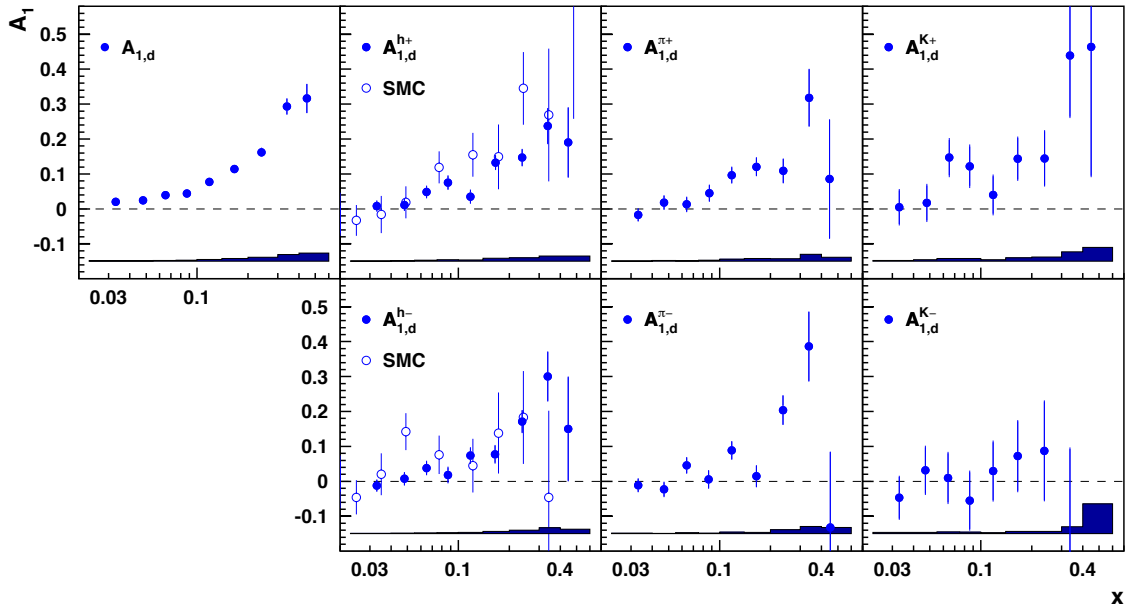 A₁
0.5
0.4
0.3
0.2
0.1
0
-0.1
A₁,d
A₁,d^h+
SMC
A₁,d^π+
A₁,d^K+
0.03 0.1
0.5
0.4
0.3
0.2
0.1
0
-0.1
A₁,d^h−
SMC
A₁,d^π−
A₁,d^K−
0.03 0.1 0.4 0.03 0.1 0.4 0.03 0.1 0.4
x